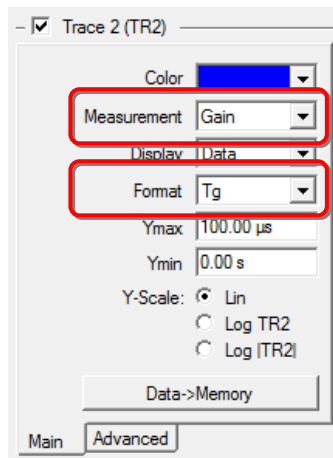 Trace 2 (TR2)
Color
Measurement Gain
Display Data
Format Tg
Ymax 100.00 µs
Ymin 0.00 s
Y-Scale: Lin
Log TR2
Log |TR2|
Data->Memory
Main Advanced